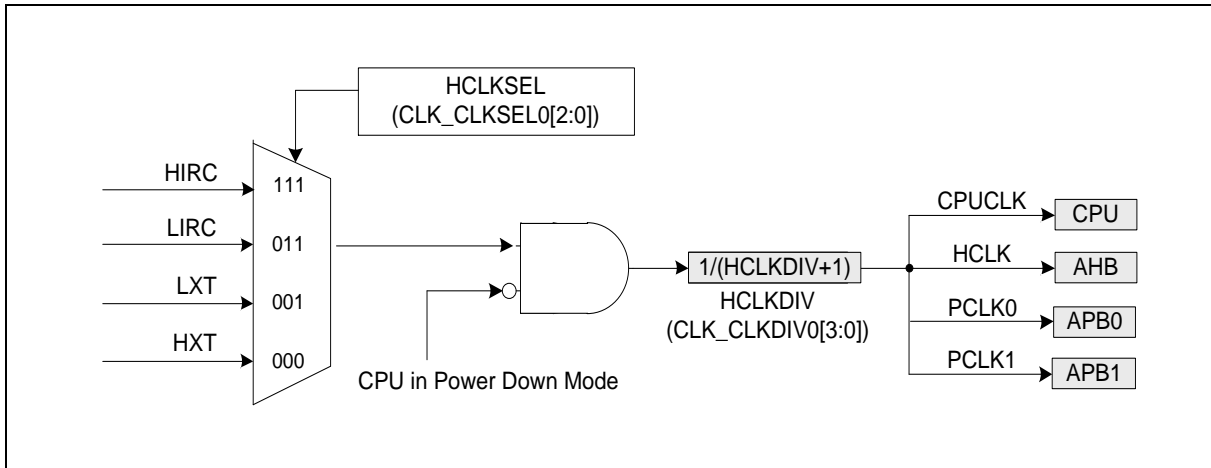 HCLKSEL
(CLK_CLKSEL0[2:0])
HIRC
111
LIRC
011
LXT
001
HXT
000
CPU in Power Down Mode
1/(HCLKDIV+1)
HCLKDIV
(CLK_CLKDIV0[3:0])
CPUCLK
CPU
HCLK
AHB
PCLK0
APB0
PCLK1
APB1